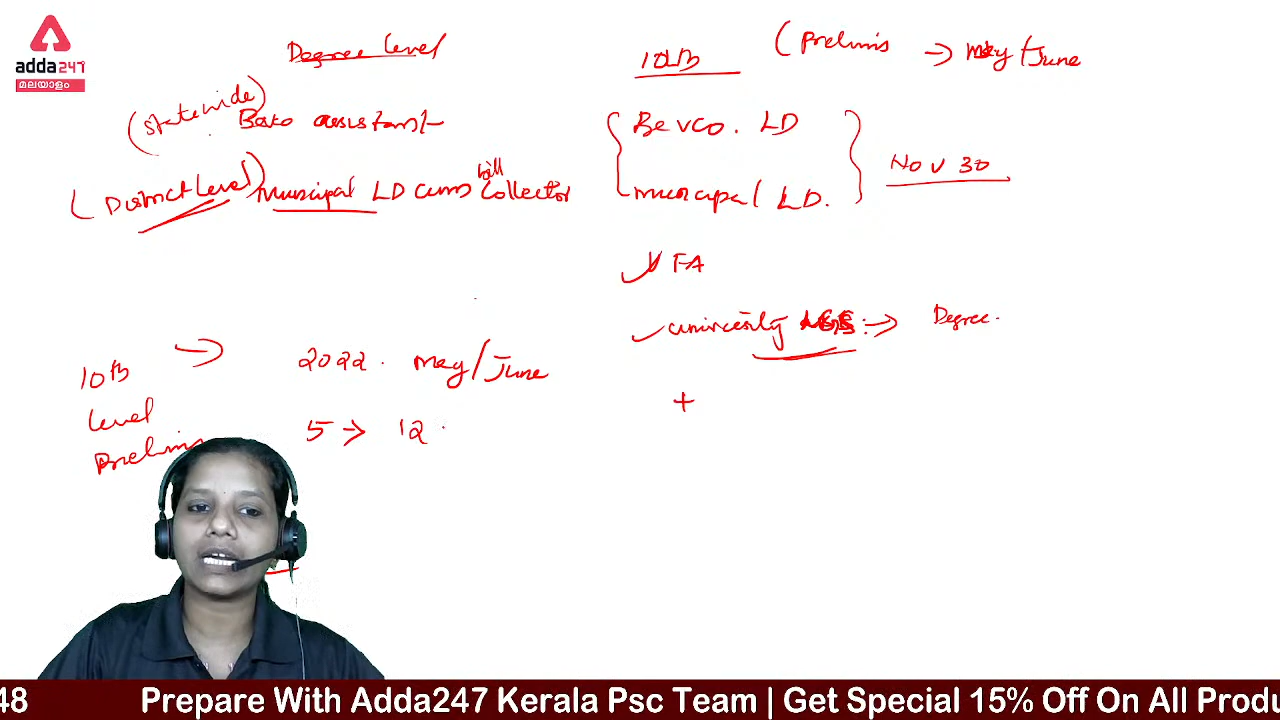 adda247
മലയാളം
Degree level
(statewide)
assistant
(District Level) Municipal LD cum bill Collector
10th (Prelims → May/June
Bevco. LD
Municipal LD.
Nov 30
✓ FA
✓ university LGS → Degree.
+
10th level Prelims → 2022. May/June
5 → 12.
48 Prepare With Adda247 Kerala Psc Team | Get Special 15% Off On All Produ